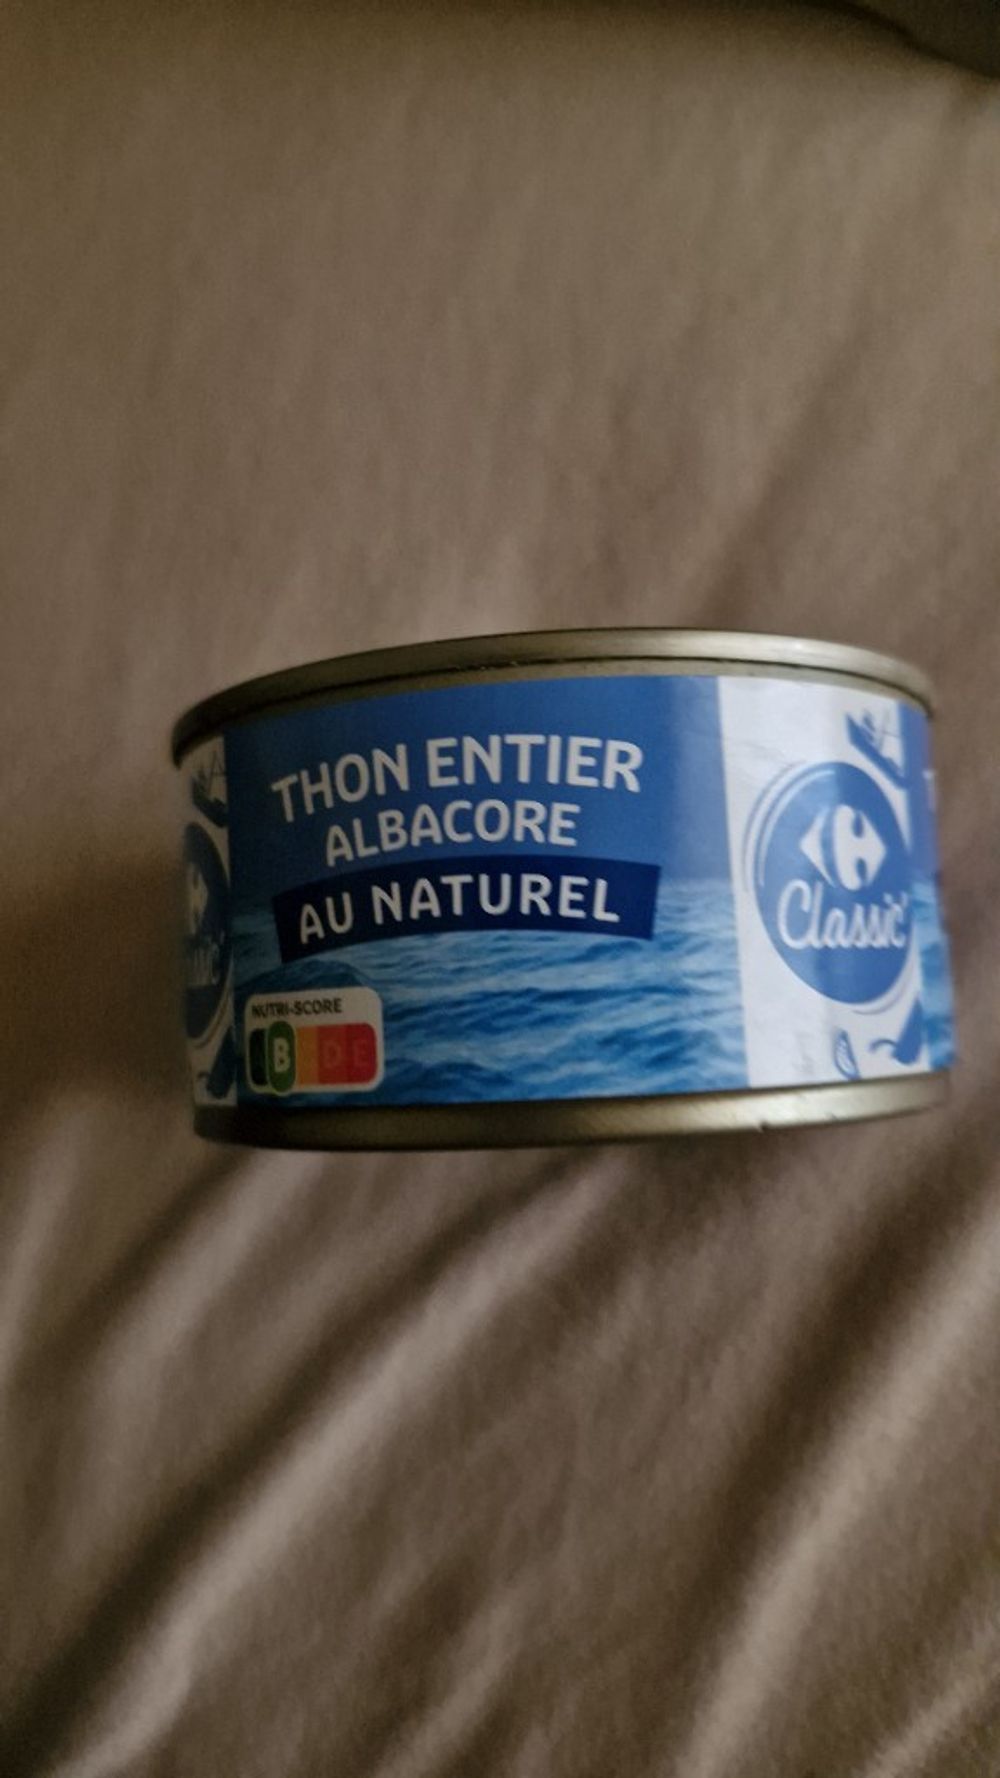 THON ENTIER
ALBACORE
AU NATUREL
NUTRI-SCORE
B D E
Classic'